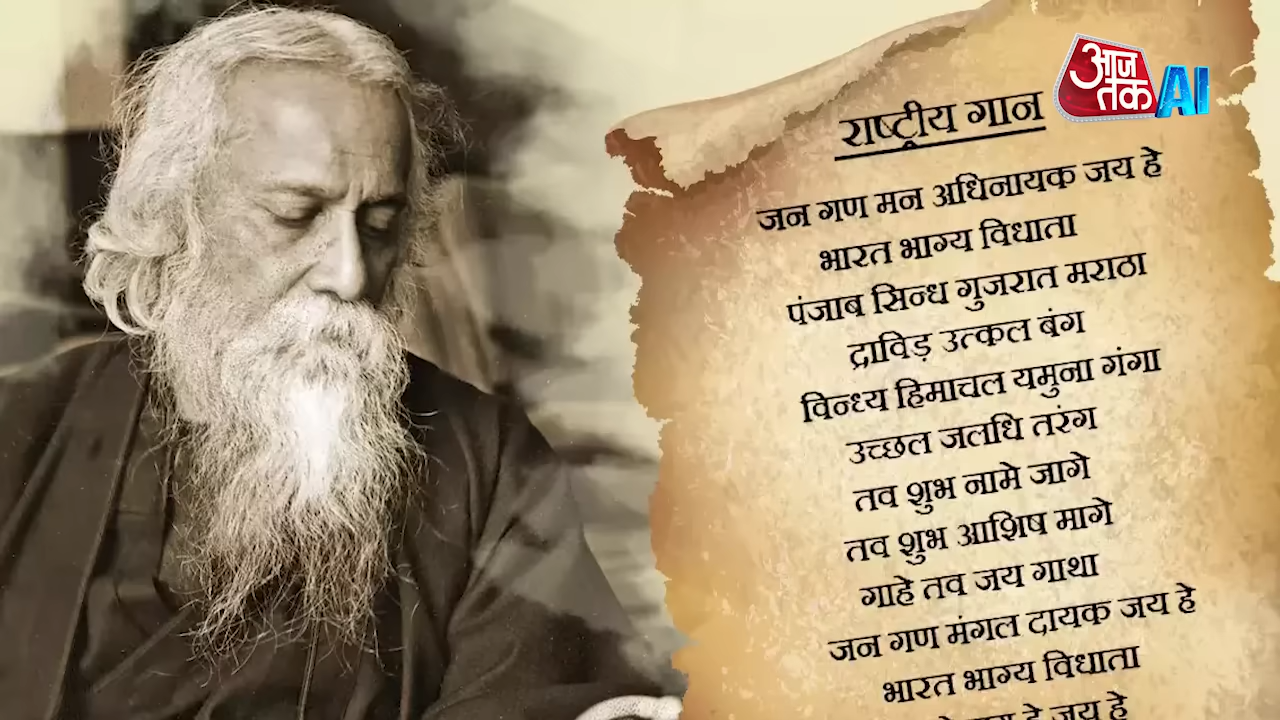 आज तक AI
राष्ट्रीय गान
जन गण मन अधिनायक जय हे
भारत भाग्य विधाता
पंजाब सिन्ध गुजरात मराठा
द्राविड़ उत्कल बंग
विन्ध्य हिमाचल यमुना गंगा
उच्छल जलधि तरंग
तव शुभ नामे जागे
तव शुभ आशिष मागे
गाहे तव जय गाथा
जन गण मंगल दायक जय हे
भारत भाग्य विधाता
हे जय हे